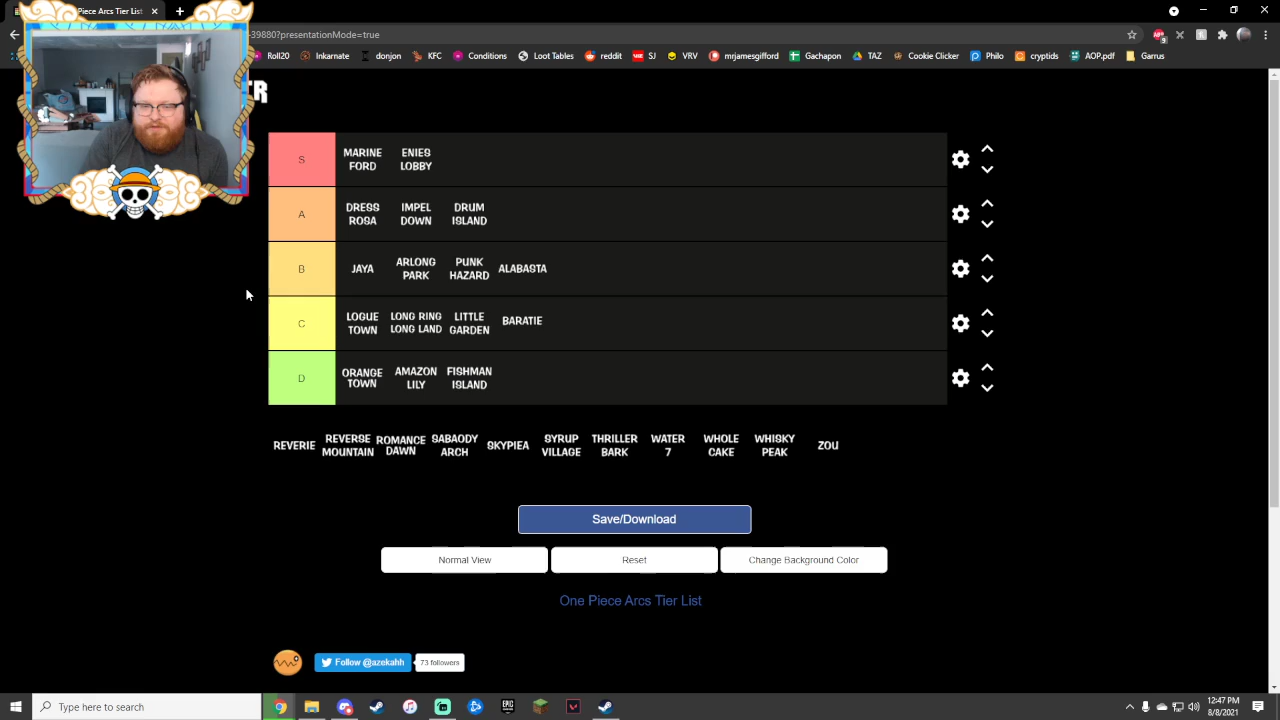 Piece Arcs Tier List
39880?presentationMode=true
Roll20 Inkarnate donjon KFC Conditions Loot Tables reddit SJ VRV mrjamesgifford Gachapon TAZ Cookie Clicker Philo cryptids AOP.pdf Garrus
ER
S
MARINE FORD
ENIES LOBBY
A
DRESS ROSA
IMPEL DOWN
DRUM ISLAND
B
JAYA
ARLONG PARK
PUNK HAZARD
ALABASTA
C
LOGUE TOWN
LONG RING LONG LAND
LITTLE GARDEN
BARATIE
D
ORANGE TOWN
AMAZON LILY
FISHMAN ISLAND
REVERIE
REVERSE MOUNTAIN
ROMANCE DAWN
SABAODY ARCH
SKYPIEA
SYRUP VILLAGE
THRILLER BARK
WATER 7
WHOLE CAKE
WHISKY PEAK
ZOU
Save/Download
Normal View
Reset
Change Background Color
One Piece Arcs Tier List
Follow @azekahh
73 followers
Type here to search
12:47 PM
8/8/2021